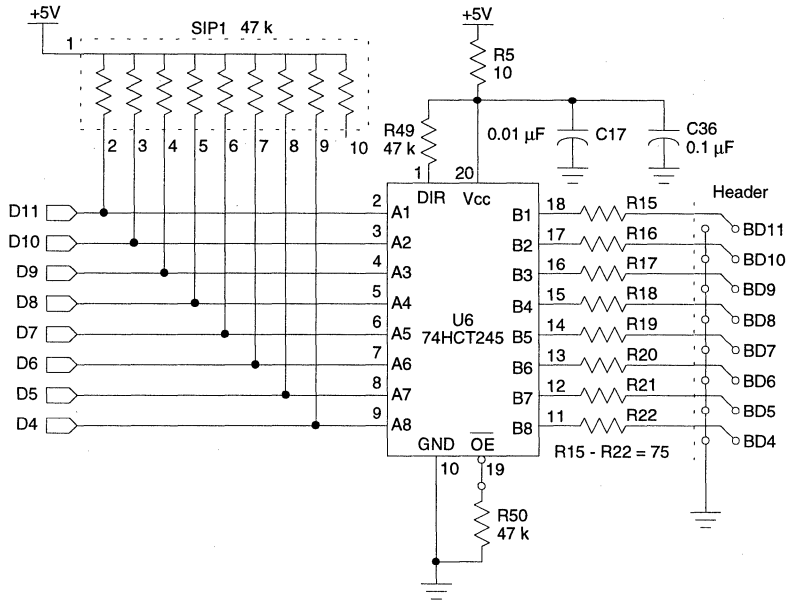 +5V
SIP1 47 k
1
2 3 4 5 6 7 8 9 10
+5V
R5
10
R49
47 k
0.01 µF
C17
C36
0.1 µF
1
20
DIR
Vcc
Header
D11
2
A1
B1
18
R15
BD11
D10
3
A2
B2
17
R16
BD10
D9
4
A3
B3
16
R17
BD9
D8
5
A4
B4
15
R18
BD8
D7
6
A5
U6
74HCT245
B5
14
R19
BD7
D6
7
A6
B6
13
R20
BD6
D5
8
A7
B7
12
R21
BD5
D4
9
A8
B8
11
R22
BD4
GND
OE
10
19
R15 - R22 = 75
R50
47 k